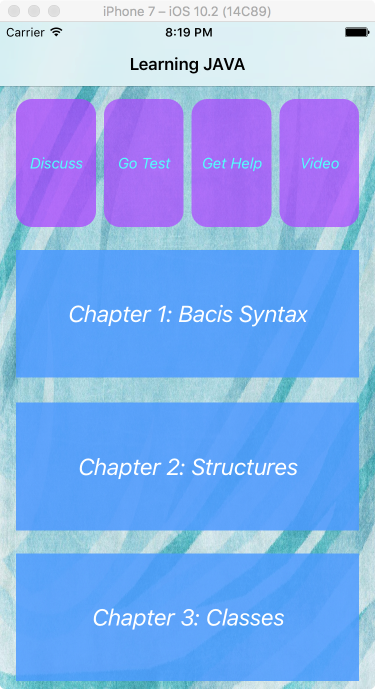 iPhone 7 – iOS 10.2 (14C89)
Carrier 8:19 PM
Learning JAVA
Discuss Go Test Get Help Video
Chapter 1: Bacis Syntax
Chapter 2: Structures
Chapter 3: Classes